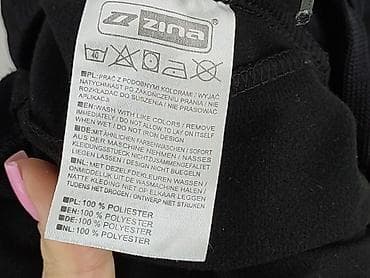 ZINA
40
PL: PRAĆ Z PODOBNYMI KOLORAMI / WYJĄĆ
NATYCHMIAST PO ZAKOŃCZENIU PRANIA / NIE
ROZKŁADAĆ DO SUSZENIA / NIE PRASOWAĆ
APLIKACJI
EN: WASH WITH LIKE COLORS / REMOVE
IMMEDIATELY / DO NOT ALLOW TO LAY ON ITSELF
WHEN WET / DO NOT IRON DESIGN
DE: MIT ÄHNLICHEN FARBEN WASCHEN / SOFORT
AUS DER MASCHINE NEHMEN / NASSES
KLEIDUNGSSTUECK NICHT ZUSAMMENGEFALTET
LIEGEN LASSEN / DESIGN NICHT BUEGELN
NL: MET DEZELFDE KLEUREN WASSEN /
ONMIDDELIJK UIT DE WASMACHINE HALEN /
NATTE KLEDING NIET OP ELKAAR LEGGEN
TIJDENS HET DROGEN / ONTWERP NIET STRIJKEN
PL: 100 % POLIESTER
EN: 100 % POLYESTER
DE: 100 % POLYESTER
NL: 100 % POLYESTER